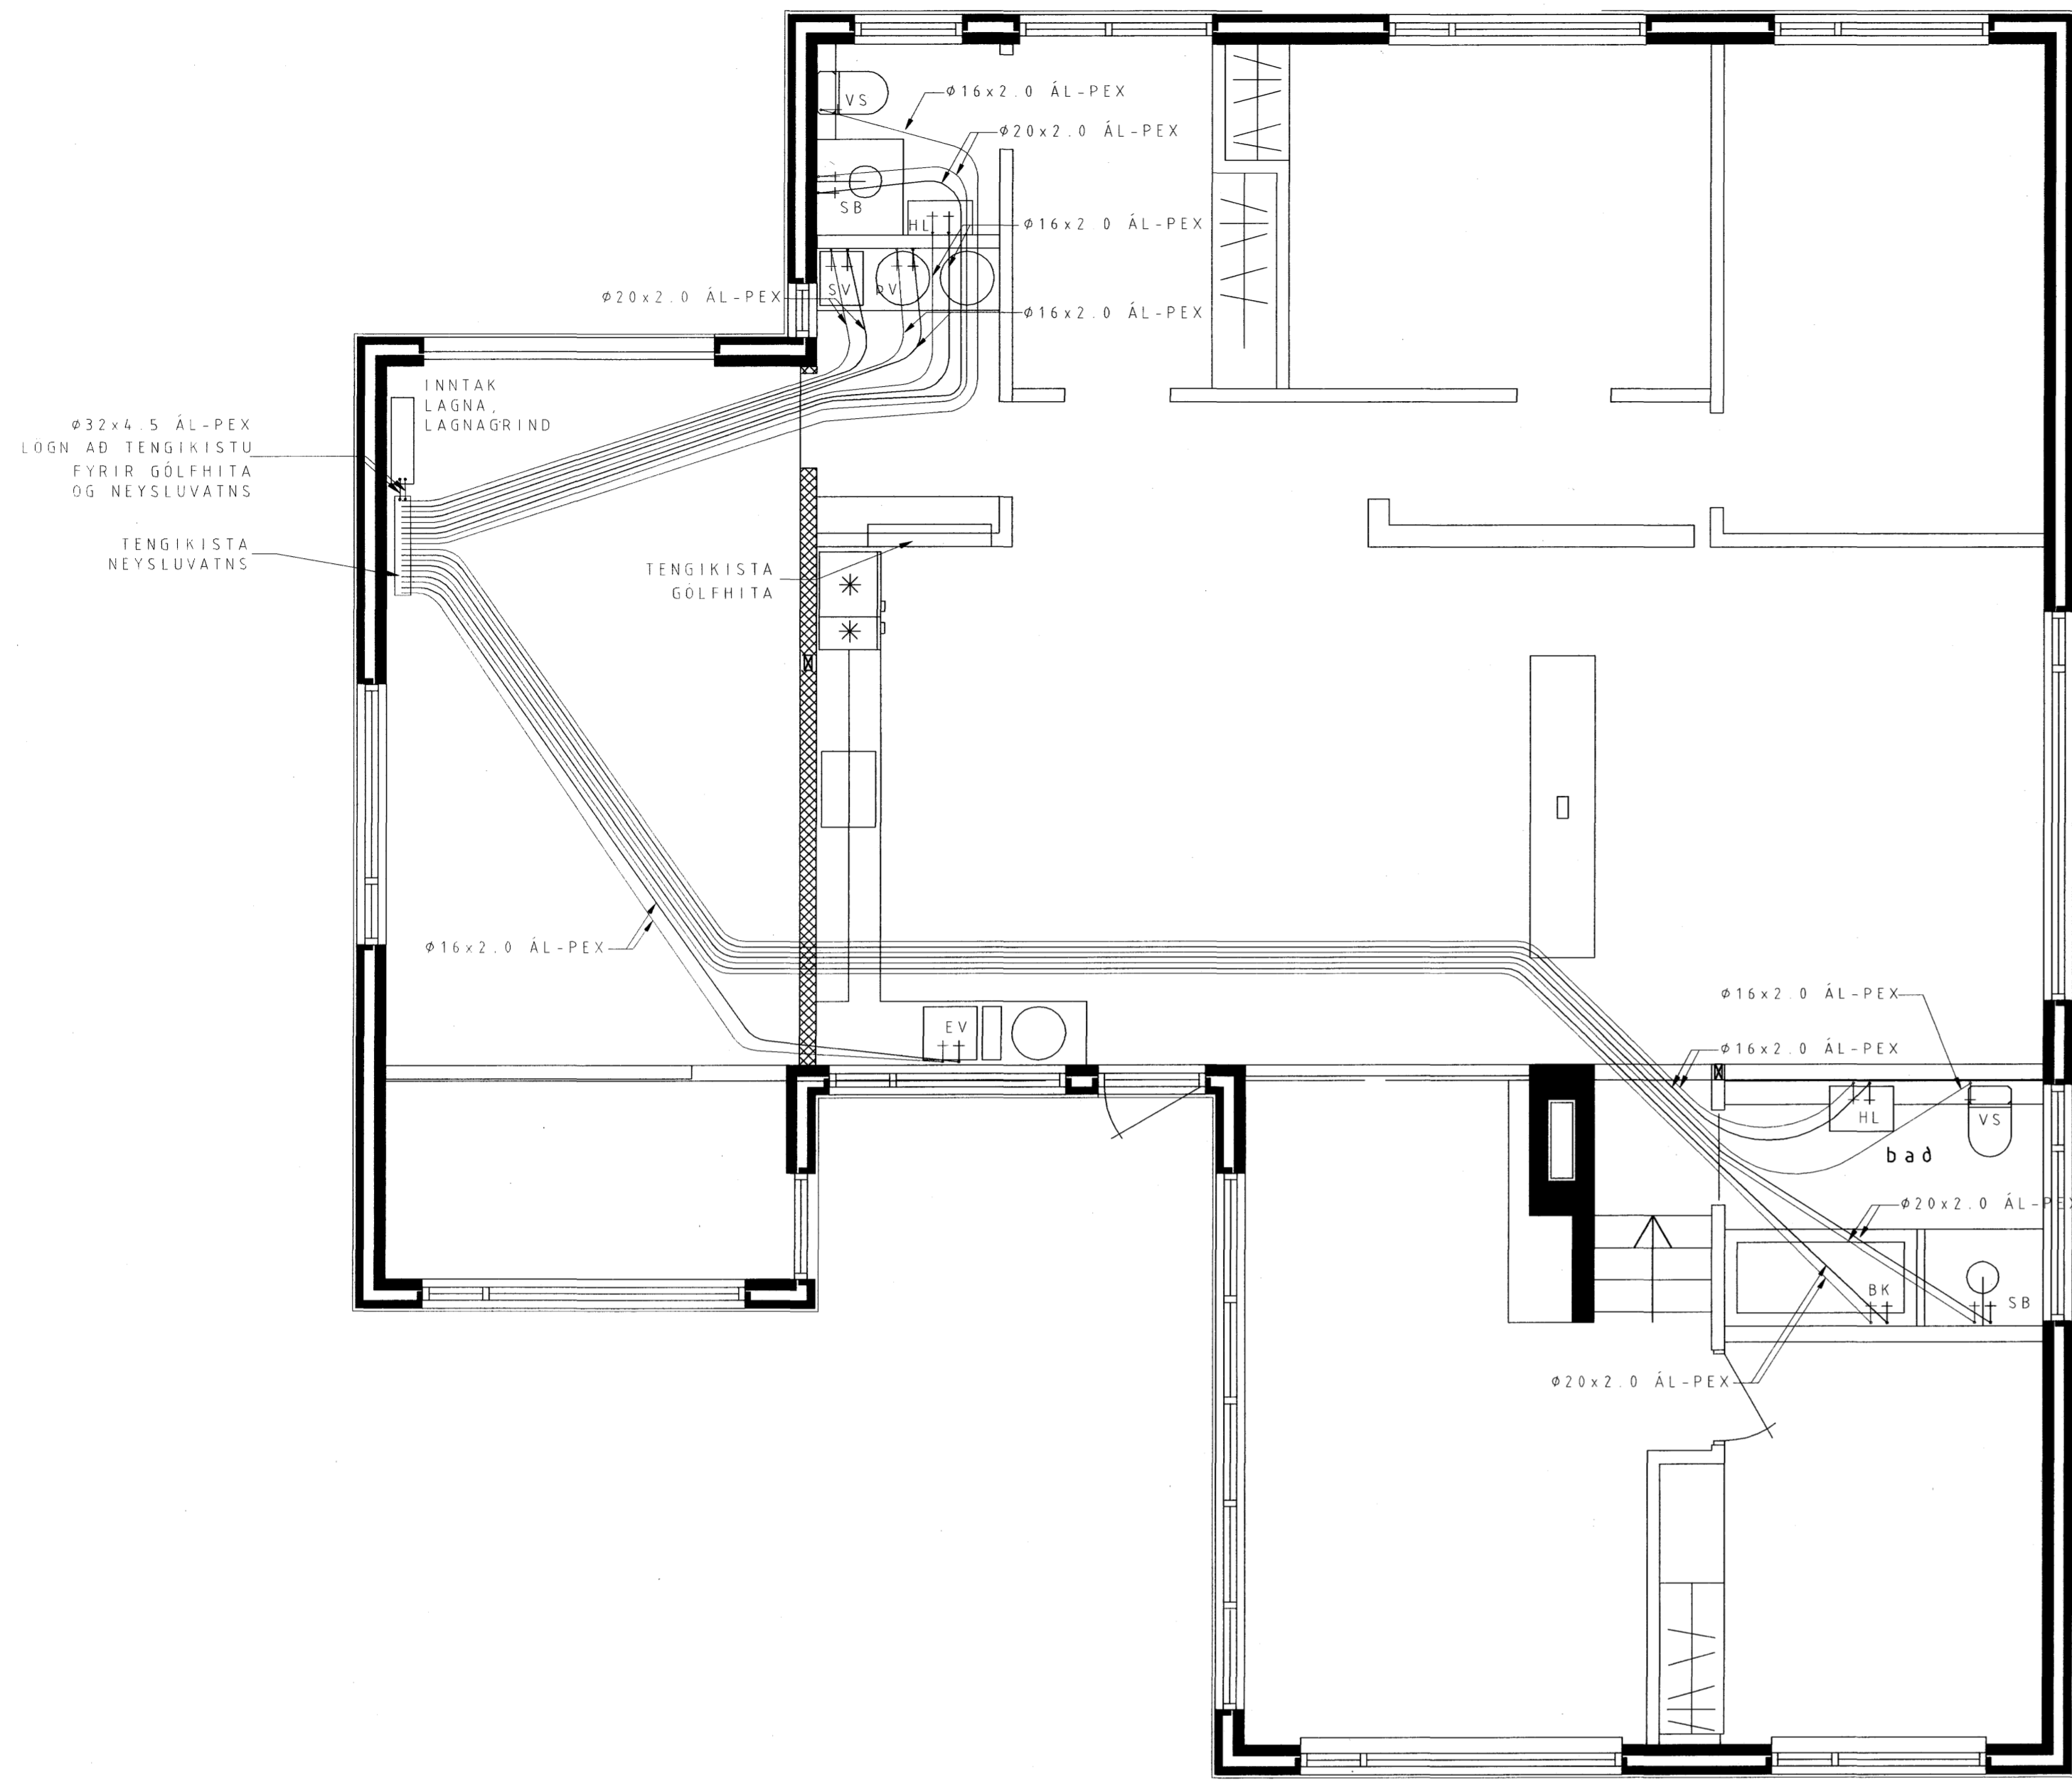 VS
Ø16x2.0 ÁL-PEX
Ø20x2.0 ÁL-PEX
SB
HL
Ø16x2.0 ÁL-PEX
SV
ÞV
Ø20x2.0 ÁL-PEX
Ø16x2.0 ÁL-PEX
INNTAK
LAGNA,
LAGNAGRIND
Ø32x4.5 ÁL-PEX
LOGN AÐ TENGIKISTU
FYRIR GÓLFHITA
OG NEYSLUVATNS
TENGIKISTA
NEYSLUVATNS
TENGIKISTA
GÓLFHITA
Ø16x2.0 ÁL-PEX
EV
Ø16x2.0 ÁL-PEX
Ø16x2.0 ÁL-PEX
HL
VS
bað
Ø20x2.0 ÁL-PEX
BK
SB
Ø20x2.0 ÁL-PEX